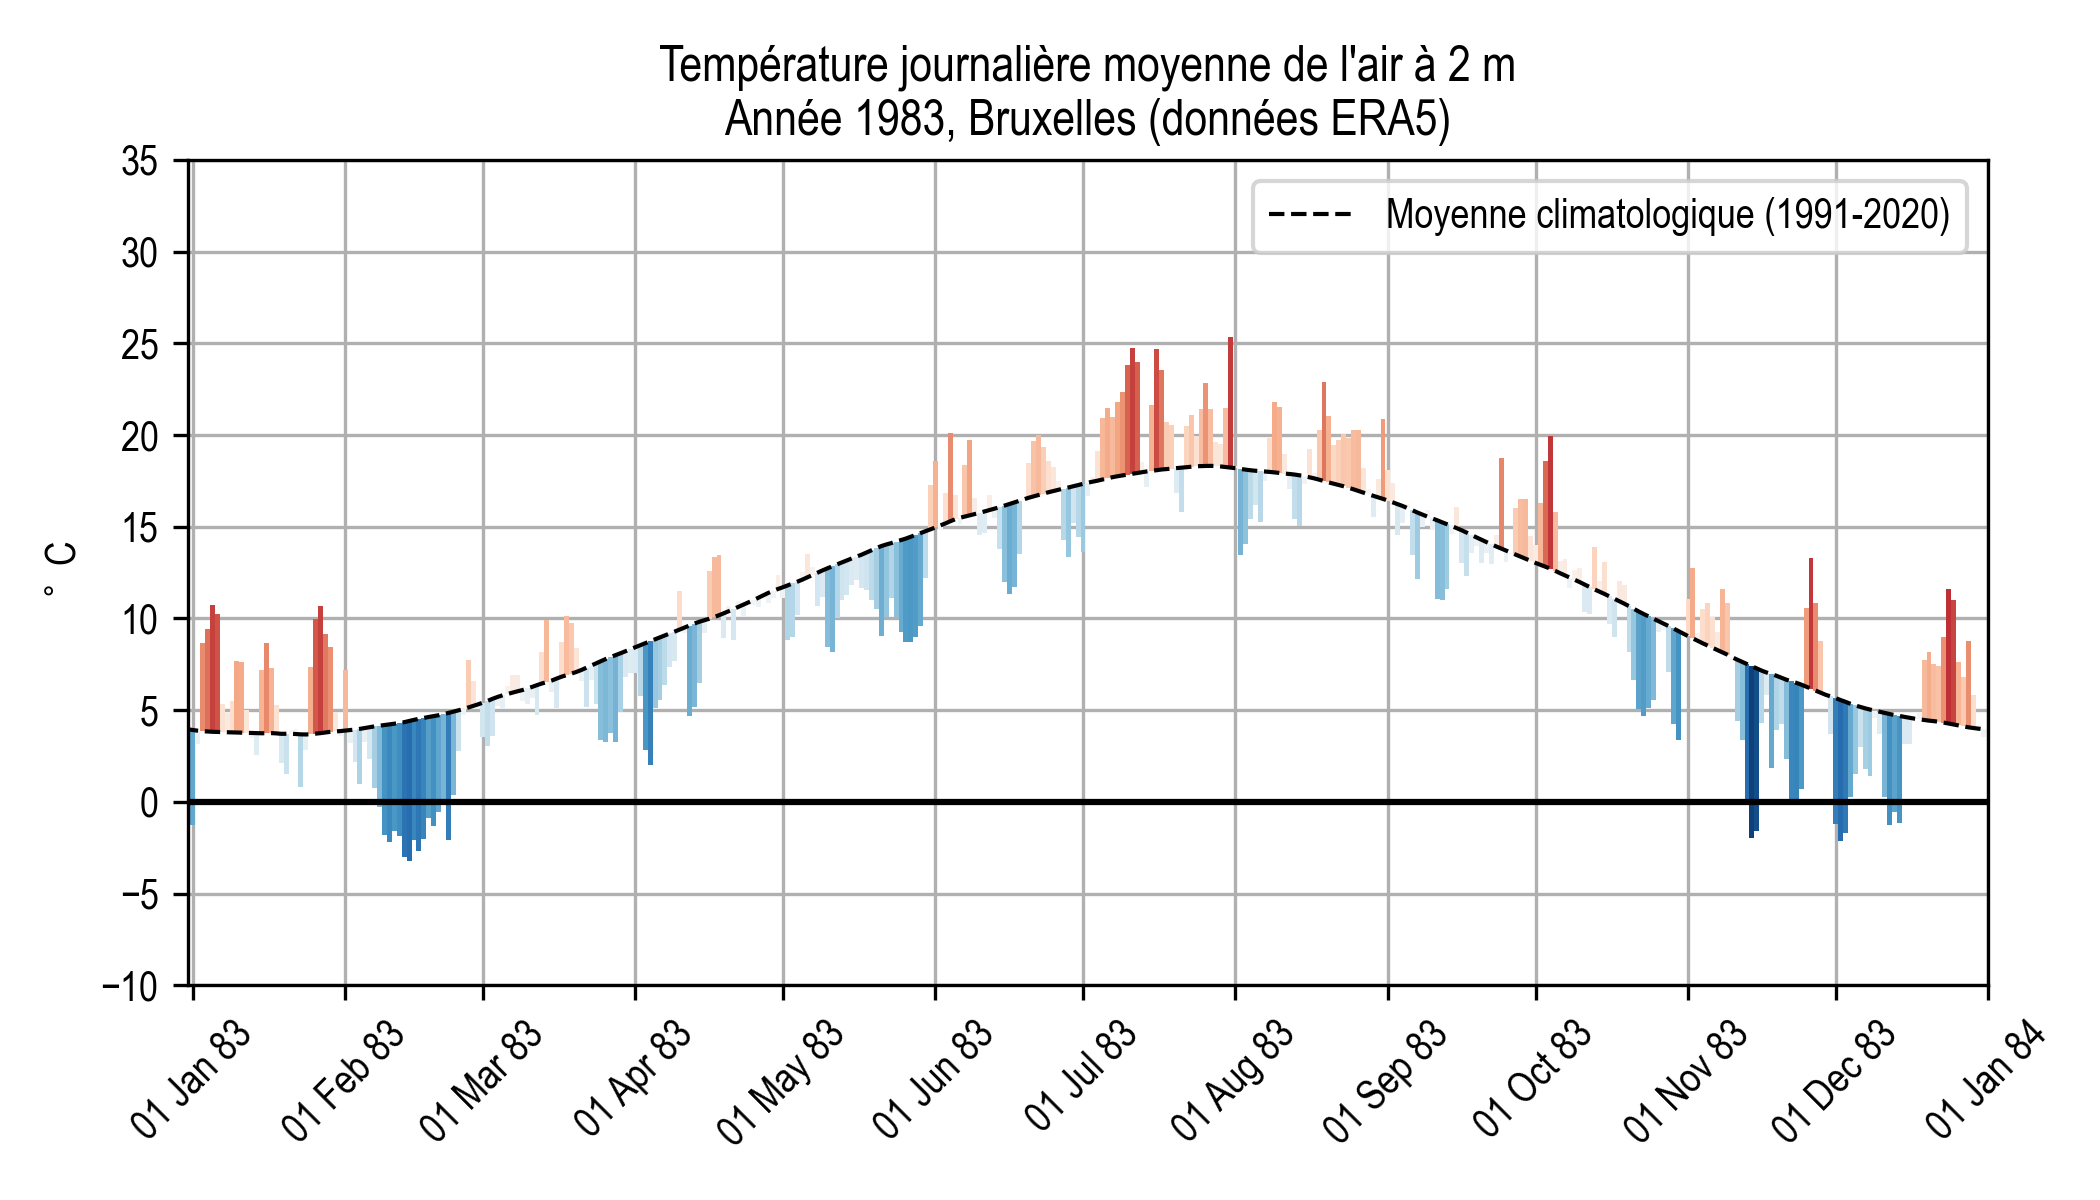 Température journalière moyenne de l'air à 2 m
Année 1983, Bruxelles (données ERA5)
35
30
25
20
15
10
5
0
−5
−10
° C
Moyenne climatologique (1991-2020)
01 Jan 83
01 Feb 83
01 Mar 83
01 Apr 83
01 May 83
01 Jun 83
01 Jul 83
01 Aug 83
01 Sep 83
01 Oct 83
01 Nov 83
01 Dec 83
01 Jan 84